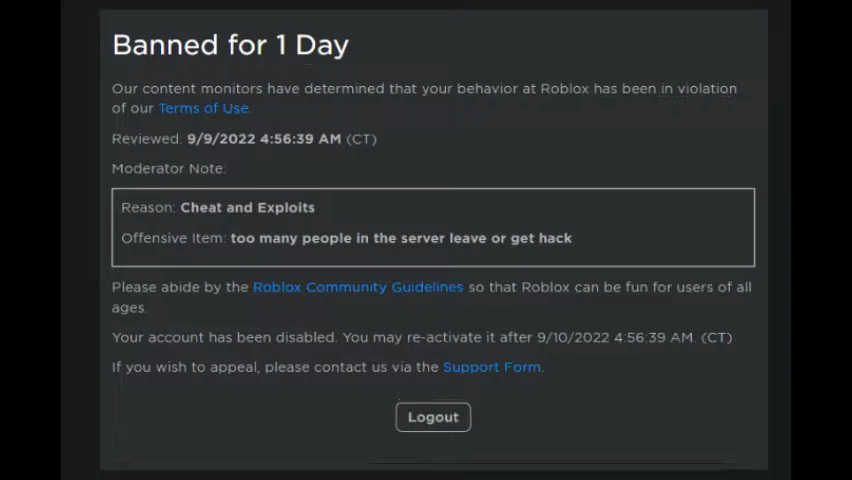 Banned for 1 Day
Our content monitors have determined that your behavior at Roblox has been in violation
of our Terms of Use.
Reviewed: 9/9/2022 4:56:39 AM (CT)
Moderator Note:
Reason: Cheat and Exploits
Offensive Item: too many people in the server leave or get hack
Please abide by the Roblox Community Guidelines so that Roblox can be fun for users of all
ages.
Your account has been disabled. You may re-activate it after 9/10/2022 4:56:39 AM. (CT)
If you wish to appeal, please contact us via the Support Form.
Logout